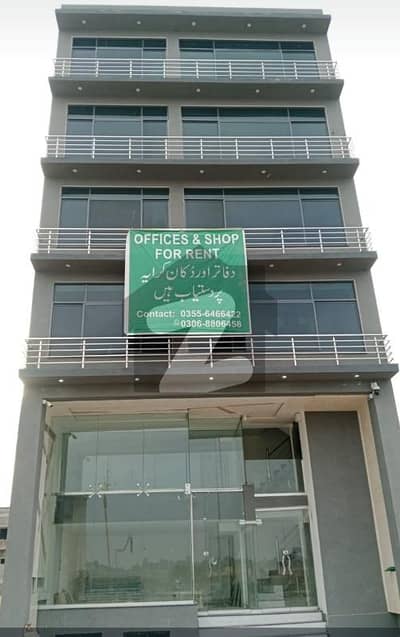 OFFICES & SHOP
FOR RENT
دفاتر اور دکان کرایہ
پر دستیاب ہیں
Contact: 0355-6466422
0306-8806456